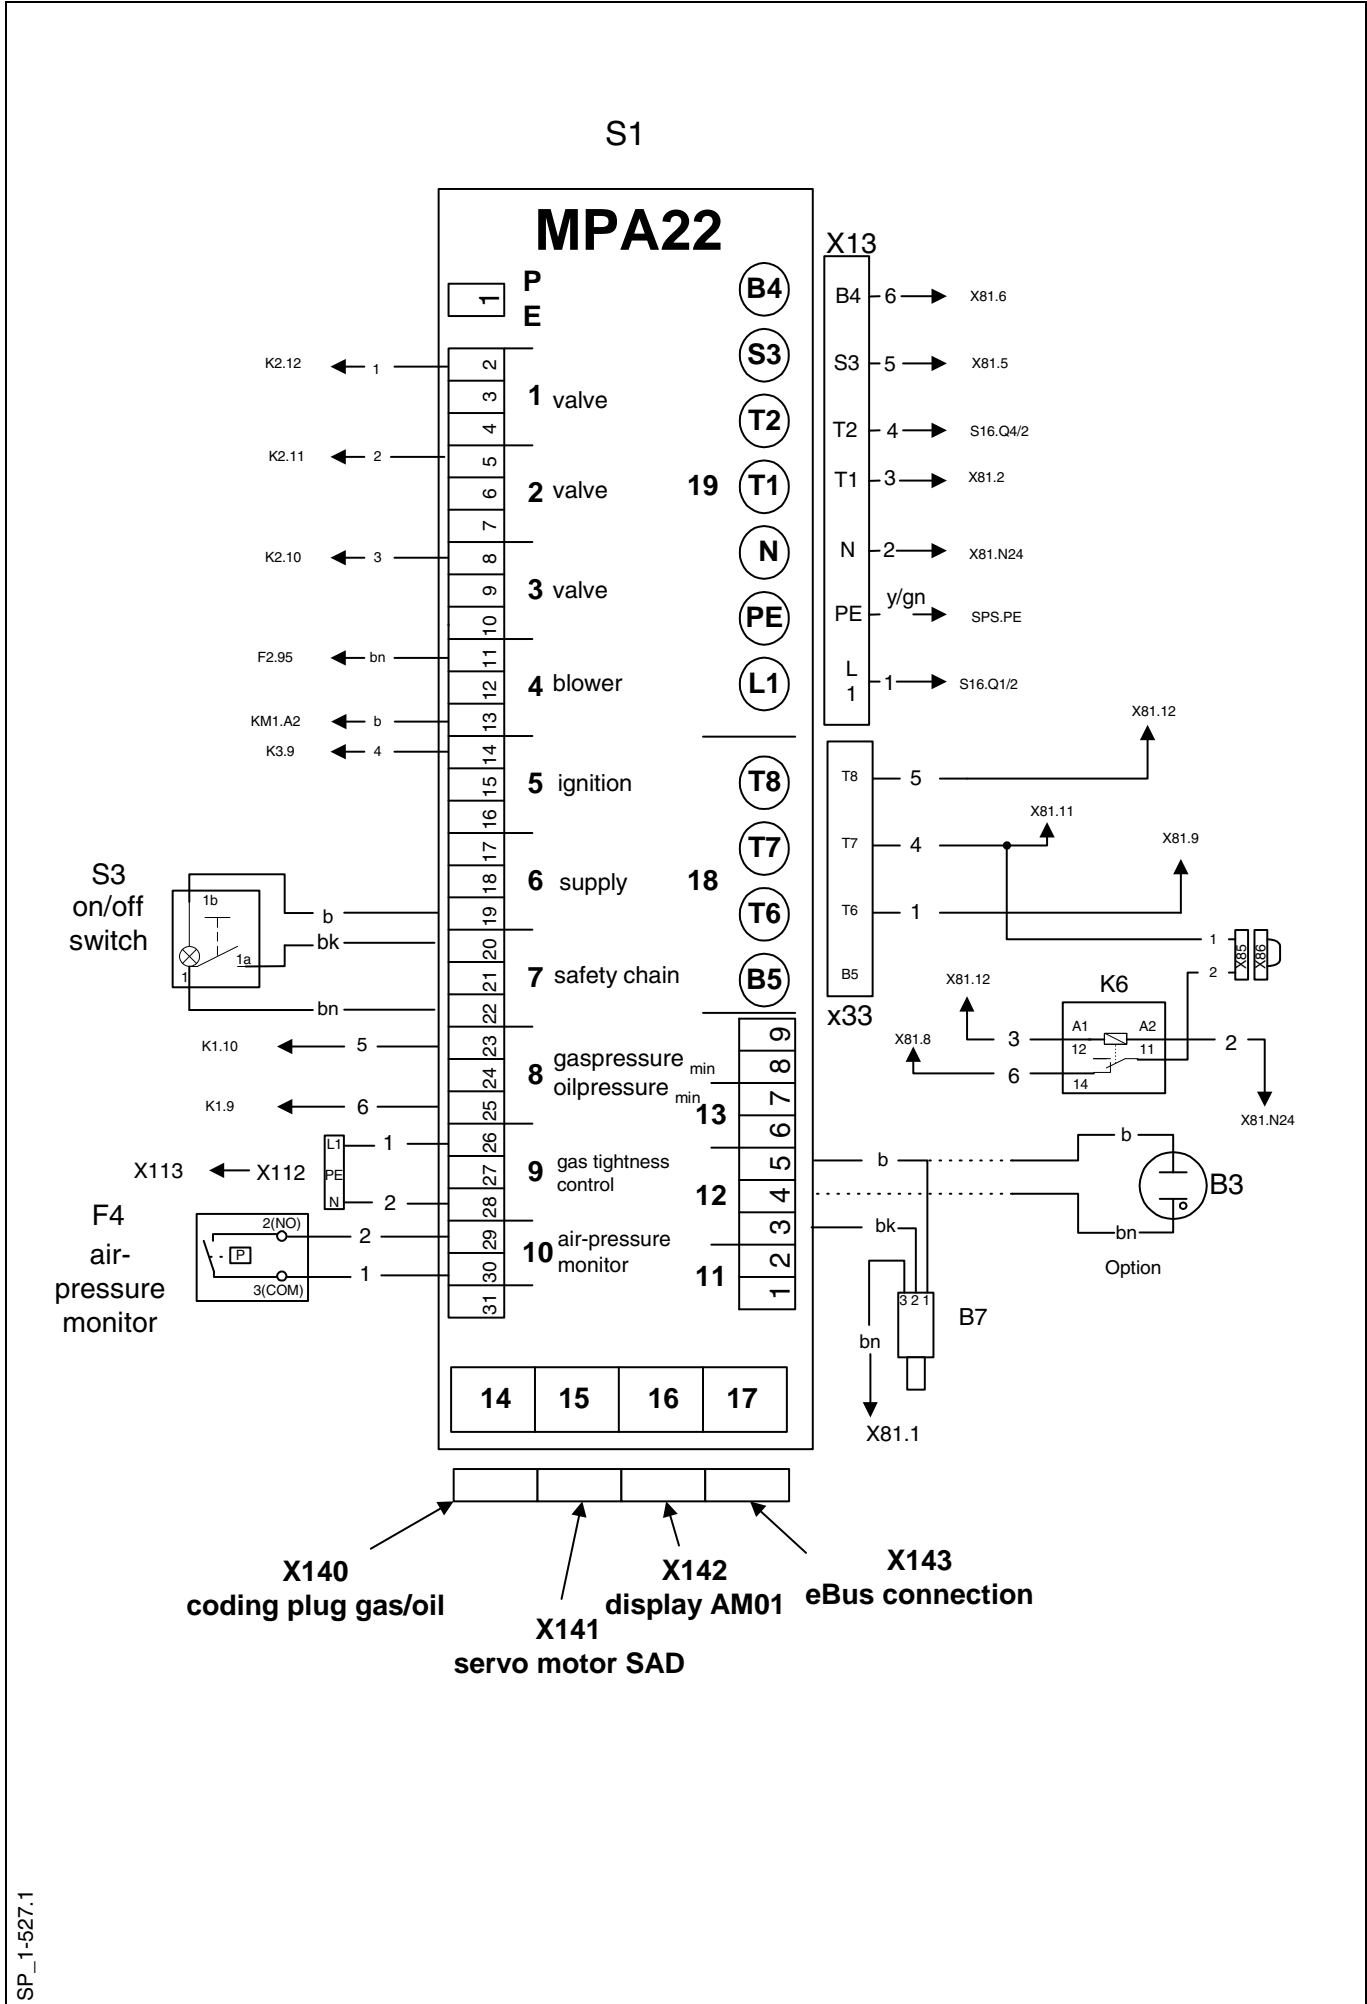 S1
MPA22
X13
1
P
E
B4
B4
6
X81.6
K2.12
1
2
3
4
1 valve
S3
S3
5
X81.5
T2
T2
4
S16.Q4/2
K2.11
2
5
6
7
2 valve
19
T1
T1
3
X81.2
K2.10
3
8
9
10
3 valve
N
N
2
X81.N24
PE
PE
y/gn
SPS.PE
F2.95
bn
11
12
13
4 blower
L1
L
1
1
S16.Q1/2
KM1.A2
b
K3.9
4
14
15
16
5 ignition
T8
T8
5
X81.12
T7
T7
4
X81.11
X81.9
S3
on/off
switch
1b
1a
1
b
bk
bn
17
18
19
6 supply
18
T6
T6
1
20
21
22
7 safety chain
B5
B5
x33
1
2
X85
X86
X81.12
K6
A1
A2
12
11
14
3
2
X81.8
6
X81.N24
K1.10
5
K1.9
6
23
24
25
8
gaspressure min
oilpressure min
9
8
7
6
13
X113
X112
L1
PE
N
1
2
26
27
28
9
gas tightness
control
12
5
4
3
b
bk
b
bn
B3
Option
F4
air-
pressure
monitor
2(NO)
P
3(COM)
2
1
29
30
31
10
air-pressure
monitor
11
2
1
3 2 1
B7
bn
X81.1
14
15
16
17
X140
coding plug gas/oil
X141
servo motor SAD
X142
display AM01
X143
eBus connection
SP_1-527.1